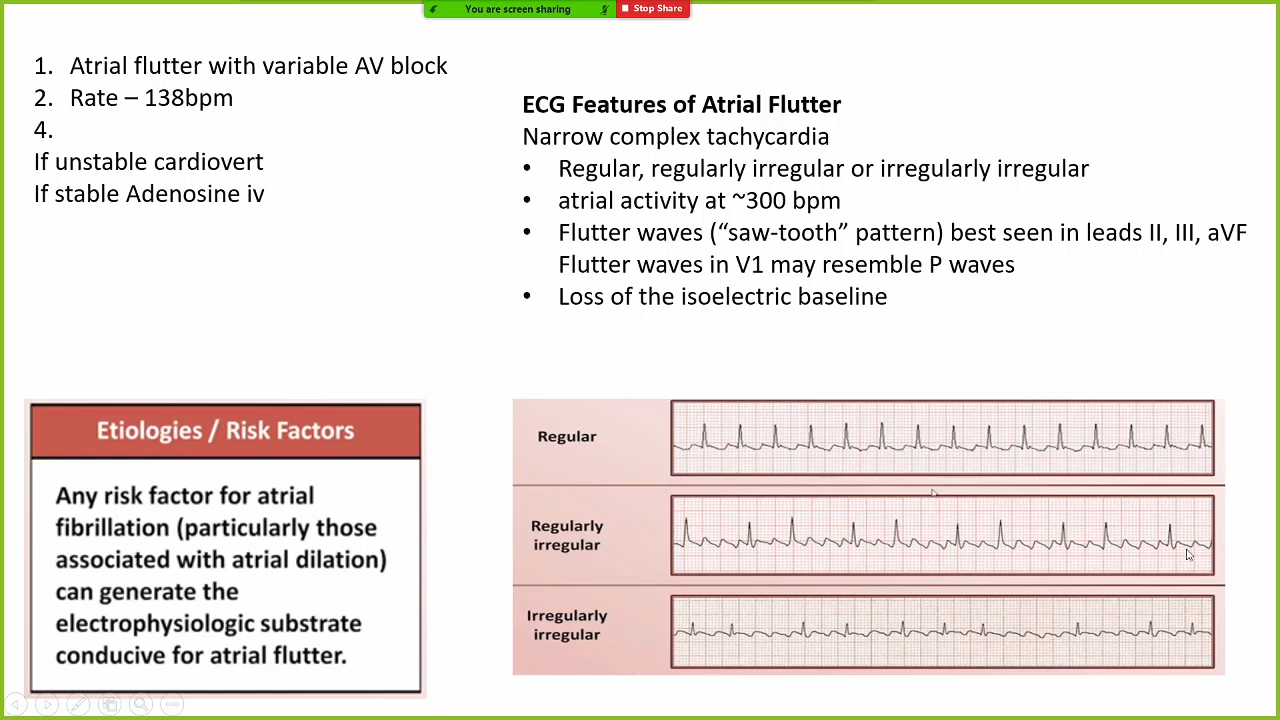 You are screen sharing
Stop Share
1. Atrial flutter with variable AV block
2. Rate – 138bpm
4.
If unstable cardiovert
If stable Adenosine iv
ECG Features of Atrial Flutter
Narrow complex tachycardia
• Regular, regularly irregular or irregularly irregular
• atrial activity at ~300 bpm
• Flutter waves (“saw-tooth” pattern) best seen in leads II, III, aVF
Flutter waves in V1 may resemble P waves
• Loss of the isoelectric baseline
Etiologies / Risk Factors
Any risk factor for atrial
fibrillation (particularly those
associated with atrial dilation)
can generate the
electrophysiologic substrate
conducive for atrial flutter.
Regular
Regularly
irregular
Irregularly
irregular